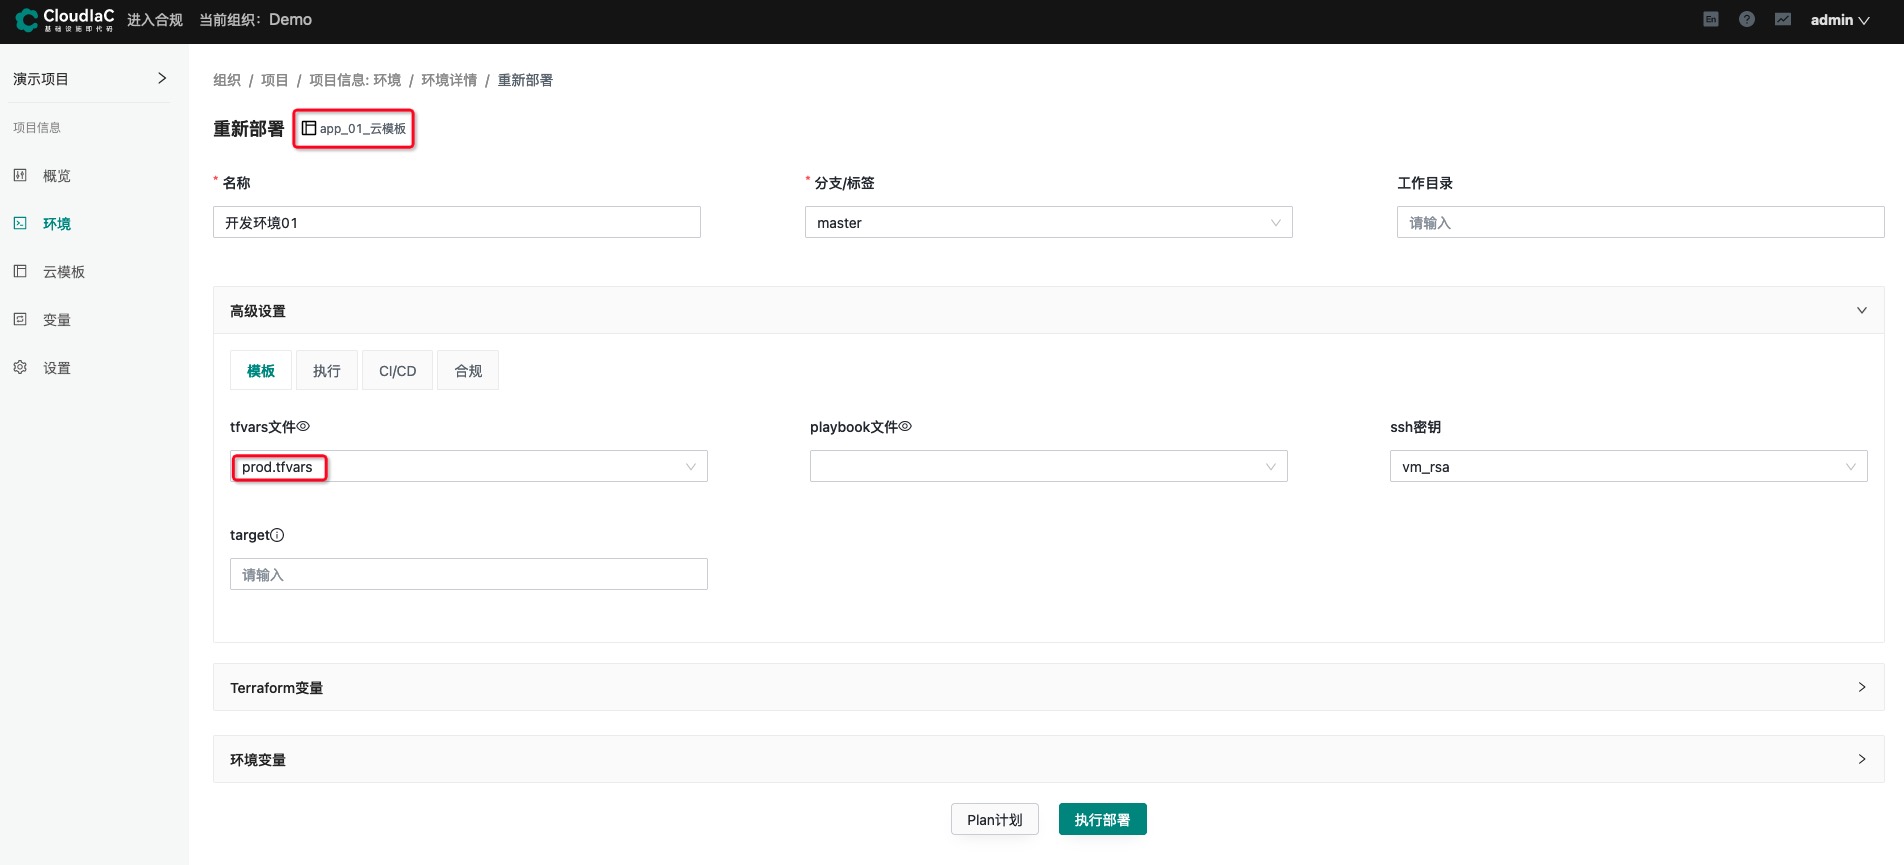 CloudIaC
基础设施即代码
进入合规 当前组织：Demo
En
?
admin
演示项目
项目信息
概览
环境
云模板
变量
设置
组织 / 项目 / 项目信息: 环境 / 环境详情 / 重新部署
重新部署 app_01_云模板
* 名称
* 分支/标签
工作目录
开发环境01
master
请输入
高级设置
模板 执行 CI/CD 合规
tfvars文件
playbook文件
ssh密钥
prod.tfvars
vm_rsa
target
请输入
Terraform变量
环境变量
Plan计划 执行部署